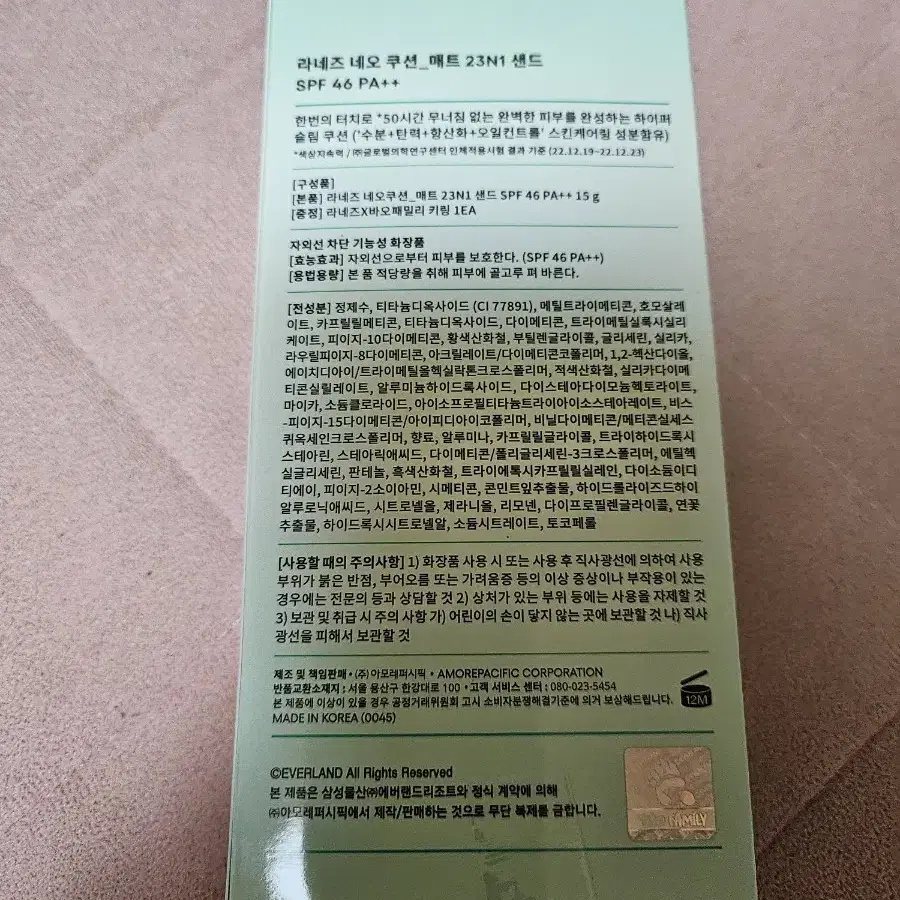 라네즈 네오 쿠션_매트 23N1 샌드
SPF 46 PA++
한번의 터치로 *50시간 무너짐 없는 완벽한 피부를 완성하는 하이퍼
슬림 쿠션 ('수분+탄력+항산화+오일컨트롤' 스킨케어링 성분함유)
*색상지속력 / ㈜글로벌의학연구센터 인체적용시험 결과 기준 (22.12.19~22.12.23)
[구성품]
[본품] 라네즈 네오쿠션_매트 23N1 샌드 SPF 46 PA++ 15 g
[증정] 라네즈X바오패밀리 키링 1EA
자외선 차단 기능성 화장품
[효능효과] 자외선으로부터 피부를 보호한다. (SPF 46 PA++)
[용법용량] 본 품 적당량을 취해 피부에 골고루 펴 바른다.
[전성분] 정제수, 티타늄디옥사이드 (CI 77891), 메틸트라이메티콘, 호모살레
이트, 카프릴릴메티콘, 티타늄디옥사이드, 다이메티콘, 트라이메틸실록시실리
케이트, 피이지-10다이메티콘, 황색산화철, 부틸렌글라이콜, 글리세린, 실리카,
라우릴피이지-8다이메티콘, 아크릴레이트/다이메티콘코폴리머, 1,2-헥산다이올,
에이치디아이/트라이메틸올헥실락톤크로스폴리머, 적색산화철, 실리카다이메
티콘실릴레이트, 알루미늄하이드록사이드, 다이스테아다이모늄헥토라이트,
마이카, 소듐클로라이드, 아이소프로필티타늄트라이아이소스테아레이트, 비스
-피이지-15다이메티콘/아이피디아이코폴리머, 비닐다이메티콘/메티콘실세스
퀴옥세인크로스폴리머, 향료, 알루미나, 카프릴릴글라이콜, 트라이하이드록시
스테아린, 스테아릭애씨드, 다이메티콘/폴리글리세린-3크로스폴리머, 에틸헥
실글리세린, 판테놀, 흑색산화철, 트라이에톡시카프릴릴실레인, 다이소듐이디
티에이, 피이지-2소이아민, 시메티콘, 콘민트잎추출물, 하이드롤라이즈드하이
알루로닉애씨드, 시트로넬올, 제라니올, 리모넨, 다이프로필렌글라이콜, 연꽃
추출물, 하이드록시시트로넬알, 소듐시트레이트, 토코페롤
[사용할 때의 주의사항] 1) 화장품 사용 시 또는 사용 후 직사광선에 의하여 사용
부위가 붉은 반점, 부어오름 또는 가려움증 등의 이상 증상이나 부작용이 있는
경우에는 전문의 등과 상담할 것 2) 상처가 있는 부위 등에는 사용을 자제할 것
3) 보관 및 취급 시 주의 사항 가) 어린이의 손이 닿지 않는 곳에 보관할 것 나) 직사
광선을 피해서 보관할 것
제조 및 책임판매 • (주) 아모레퍼시픽 • AMOREPACIFIC CORPORATION
반품교환소재지 : 서울 용산구 한강대로 100 • 고객 서비스 센터 : 080-023-5454
본 제품에 이상이 있을 경우 공정거래위원회 고시 소비자분쟁해결기준에 의거 보상해드립니다.
MADE IN KOREA (0045)
12M
©EVERLAND All Rights Reserved
본 제품은 삼성물산㈜에버랜드리조트와 정식 계약에 의해
㈜아모레퍼시픽에서 제작/판매하는 것으로 무단 복제를 금합니다.
FAMILY